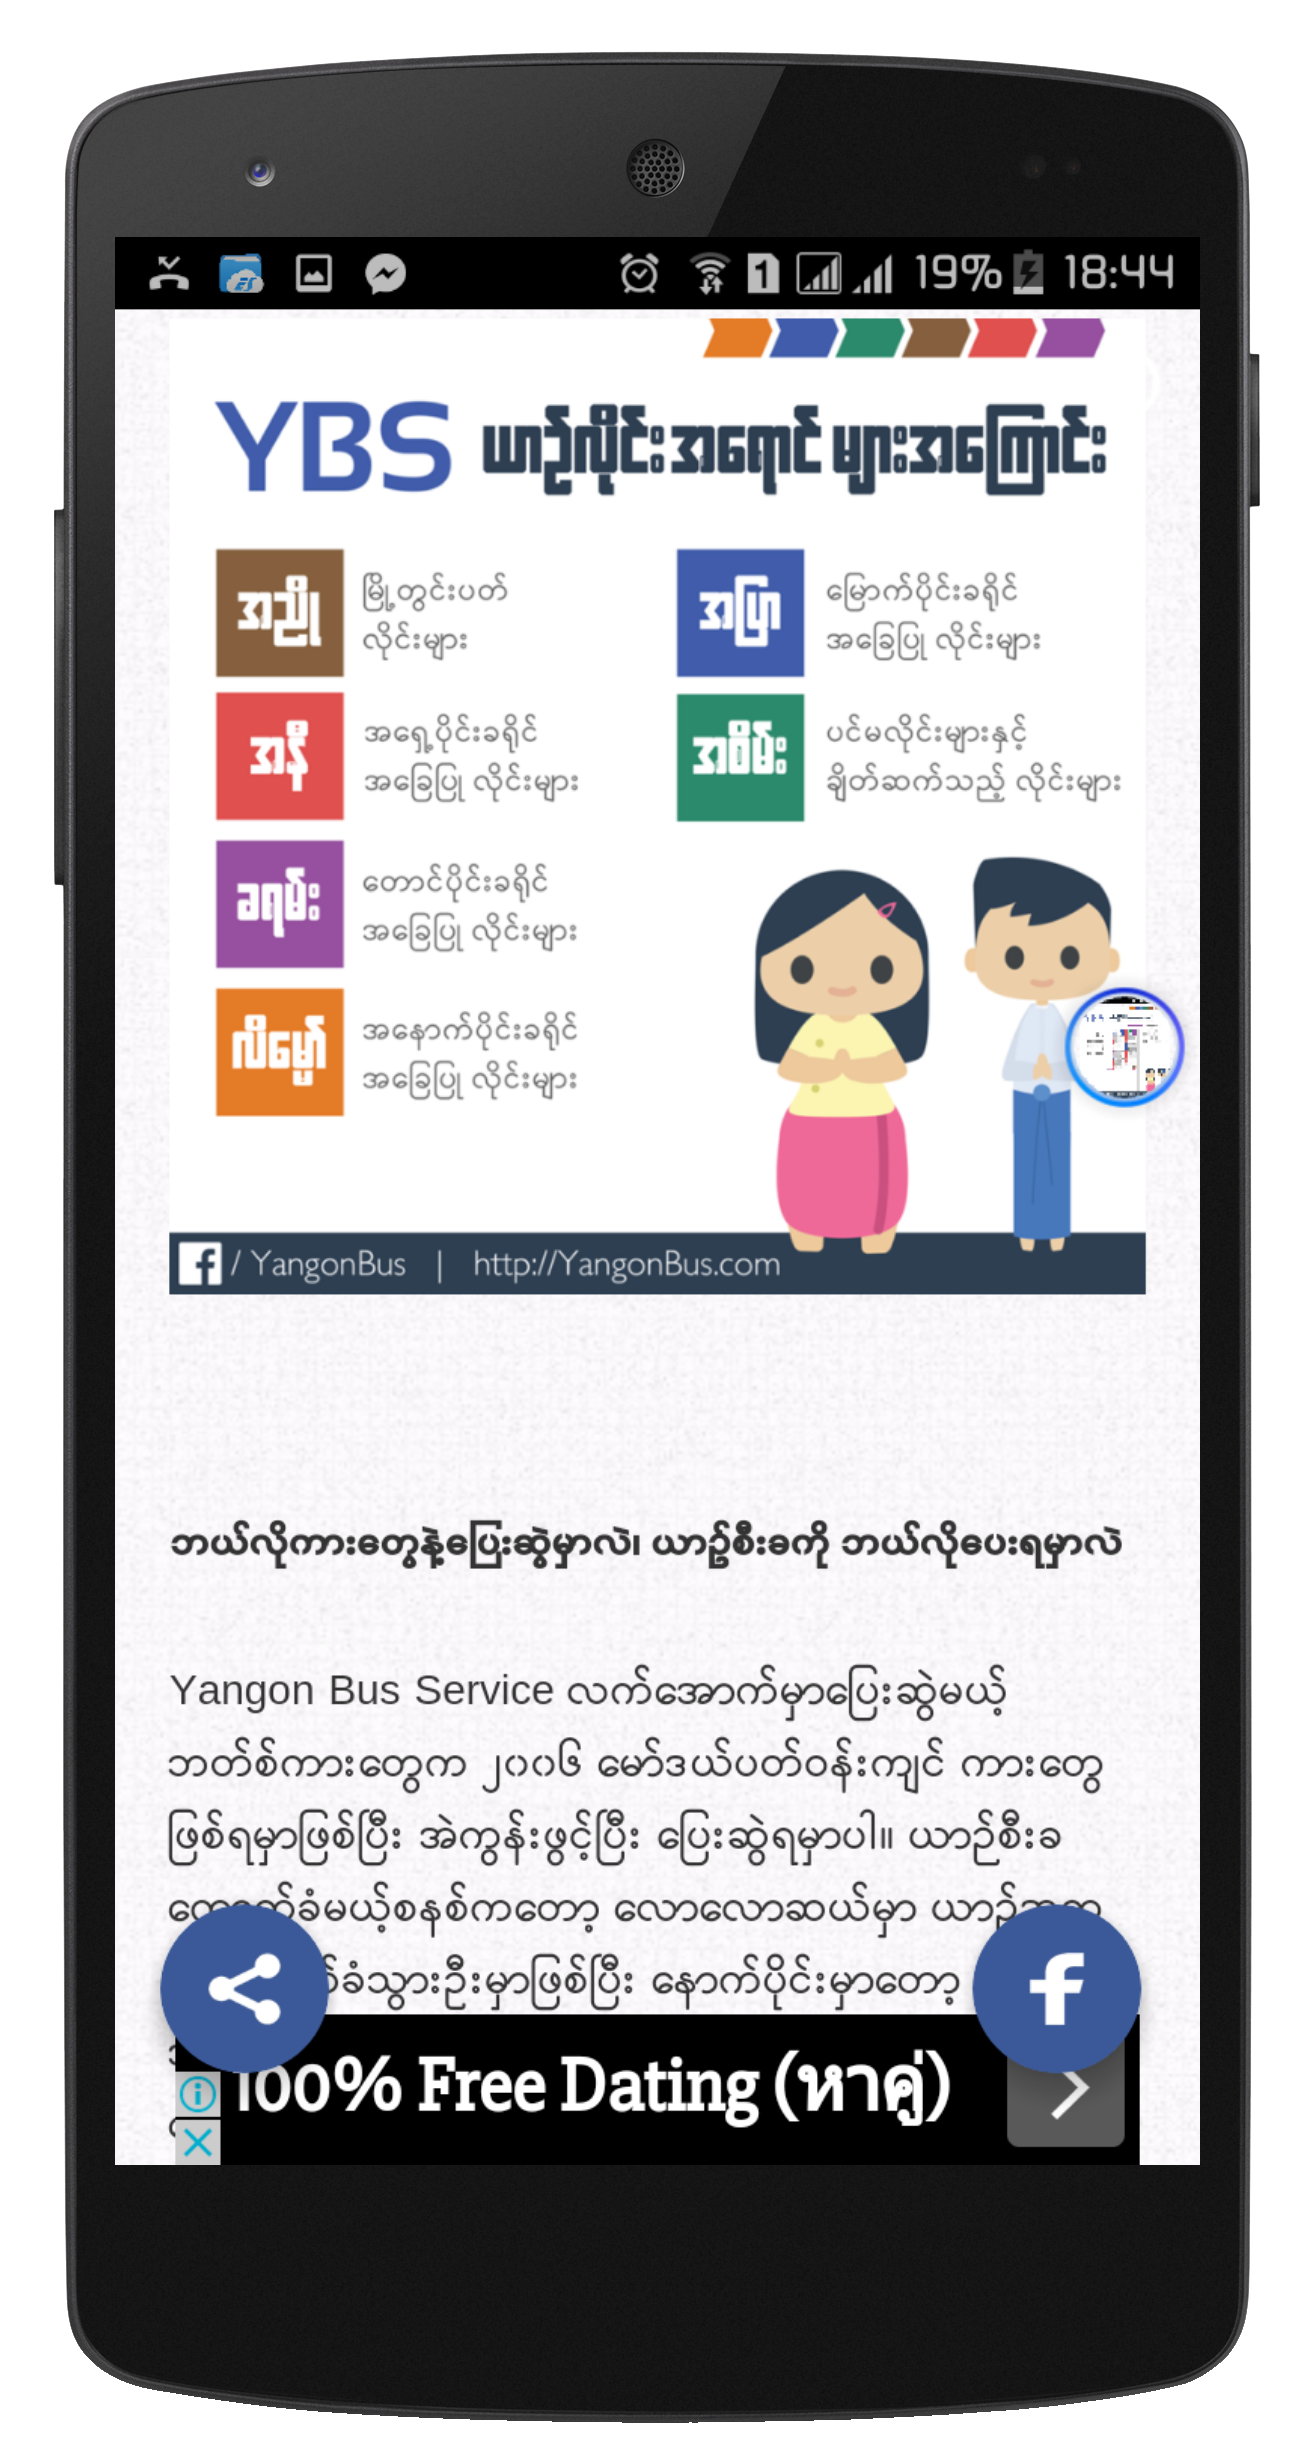 19% 18:44
YBS ယာဉ်လိုင်း အရောင် များအကြောင်း
အညို
မြို့တွင်းပတ်
လိုင်းများ
အပြာ
မြောက်ပိုင်းခရိုင်
အခြေပြု လိုင်းများ
အနီ
အရှေ့ပိုင်းခရိုင်
အခြေပြု လိုင်းများ
အစိမ်း
ပင်မလိုင်းများနှင့်
ချိတ်ဆက်သည့် လိုင်းများ
ခရမ်း
တောင်ပိုင်းခရိုင်
အခြေပြု လိုင်းများ
လိမ္မော်
အနောက်ပိုင်းခရိုင်
အခြေပြု လိုင်းများ
/ YangonBus | http://YangonBus.com
ဘယ်လိုကားတွေနဲ့ပြေးဆွဲမှာလဲ၊ ယာဥ်စီးခကို ဘယ်လိုပေးရမှာလဲ
Yangon Bus Service လက်အောက်မှာပြေးဆွဲမယ့်
ဘတ်စ်ကားတွေက ၂၀၀၆ မော်ဒယ်ပတ်ဝန်းကျင် ကားတွေ
ဖြစ်ရမှာဖြစ်ပြီး အဲကွန်းဖွင့်ပြီး ပြေးဆွဲရမှာပါ။ ယာဉ်စီးခ
ကောက်ခံမယ့်စနစ်ကတော့ လောလောဆယ်မှာ
ခံသွားဦးမှာဖြစ်ပြီး နောက်ပိုင်းမှာတော့
100% Free Dating (หาคู่)